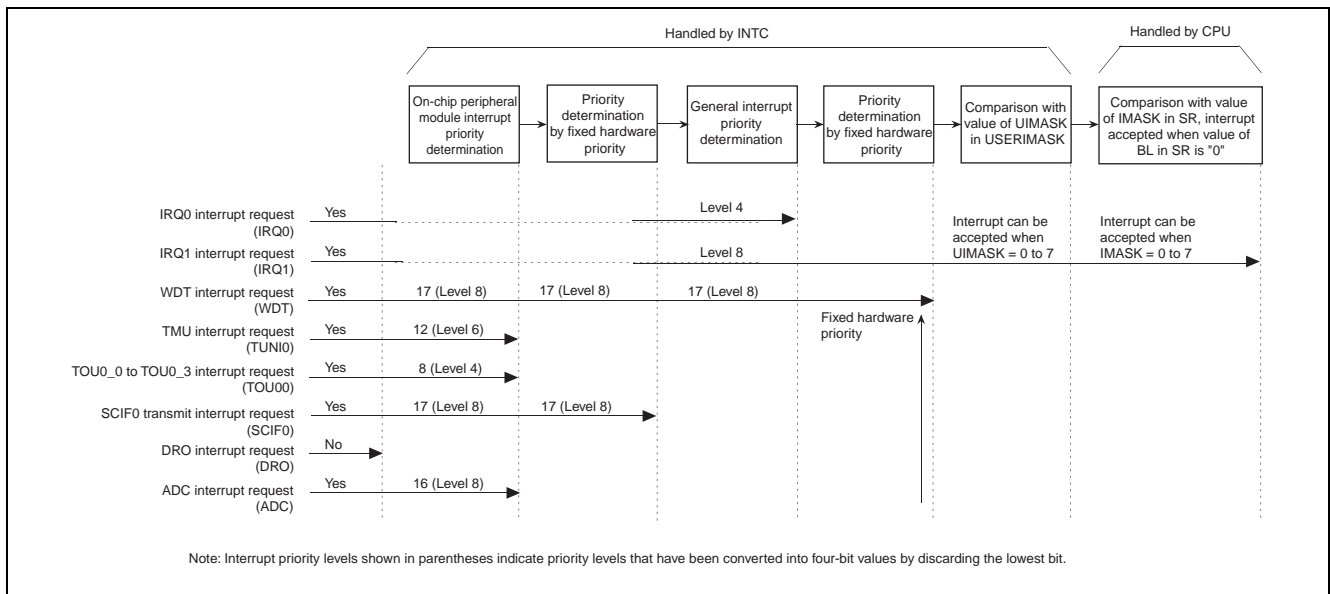 Handled by INTC
Handled by CPU
On-chip peripheral
module interrupt
priority
determination
Priority
determination
by fixed hardware
priority
General interrupt
priority
determination
Priority
determination
by fixed hardware
priority
Comparison with
value of UIMASK
in USERIMASK
Comparison with value
of IMASK in SR, interrupt
accepted when value of
BL in SR is "0"
IRQ0 interrupt request
(IRQ0)
Yes
Level 4
IRQ1 interrupt request
(IRQ1)
Yes
Level 8
Interrupt can be
accepted when
UIMASK = 0 to 7
Interrupt can be
accepted when
IMASK = 0 to 7
WDT interrupt request
(WDT)
Yes
17 (Level 8)
17 (Level 8)
17 (Level 8)
Fixed hardware
priority
TMU interrupt request
(TUNI0)
Yes
12 (Level 6)
TOU0_0 to TOU0_3 interrupt request
(TOU00)
Yes
8 (Level 4)
SCIF0 transmit interrupt request
(SCIF0)
Yes
17 (Level 8)
17 (Level 8)
DRO interrupt request
(DRO)
No
ADC interrupt request
(ADC)
Yes
16 (Level 8)
Note: Interrupt priority levels shown in parentheses indicate priority levels that have been converted into four-bit values by discarding the lowest bit.